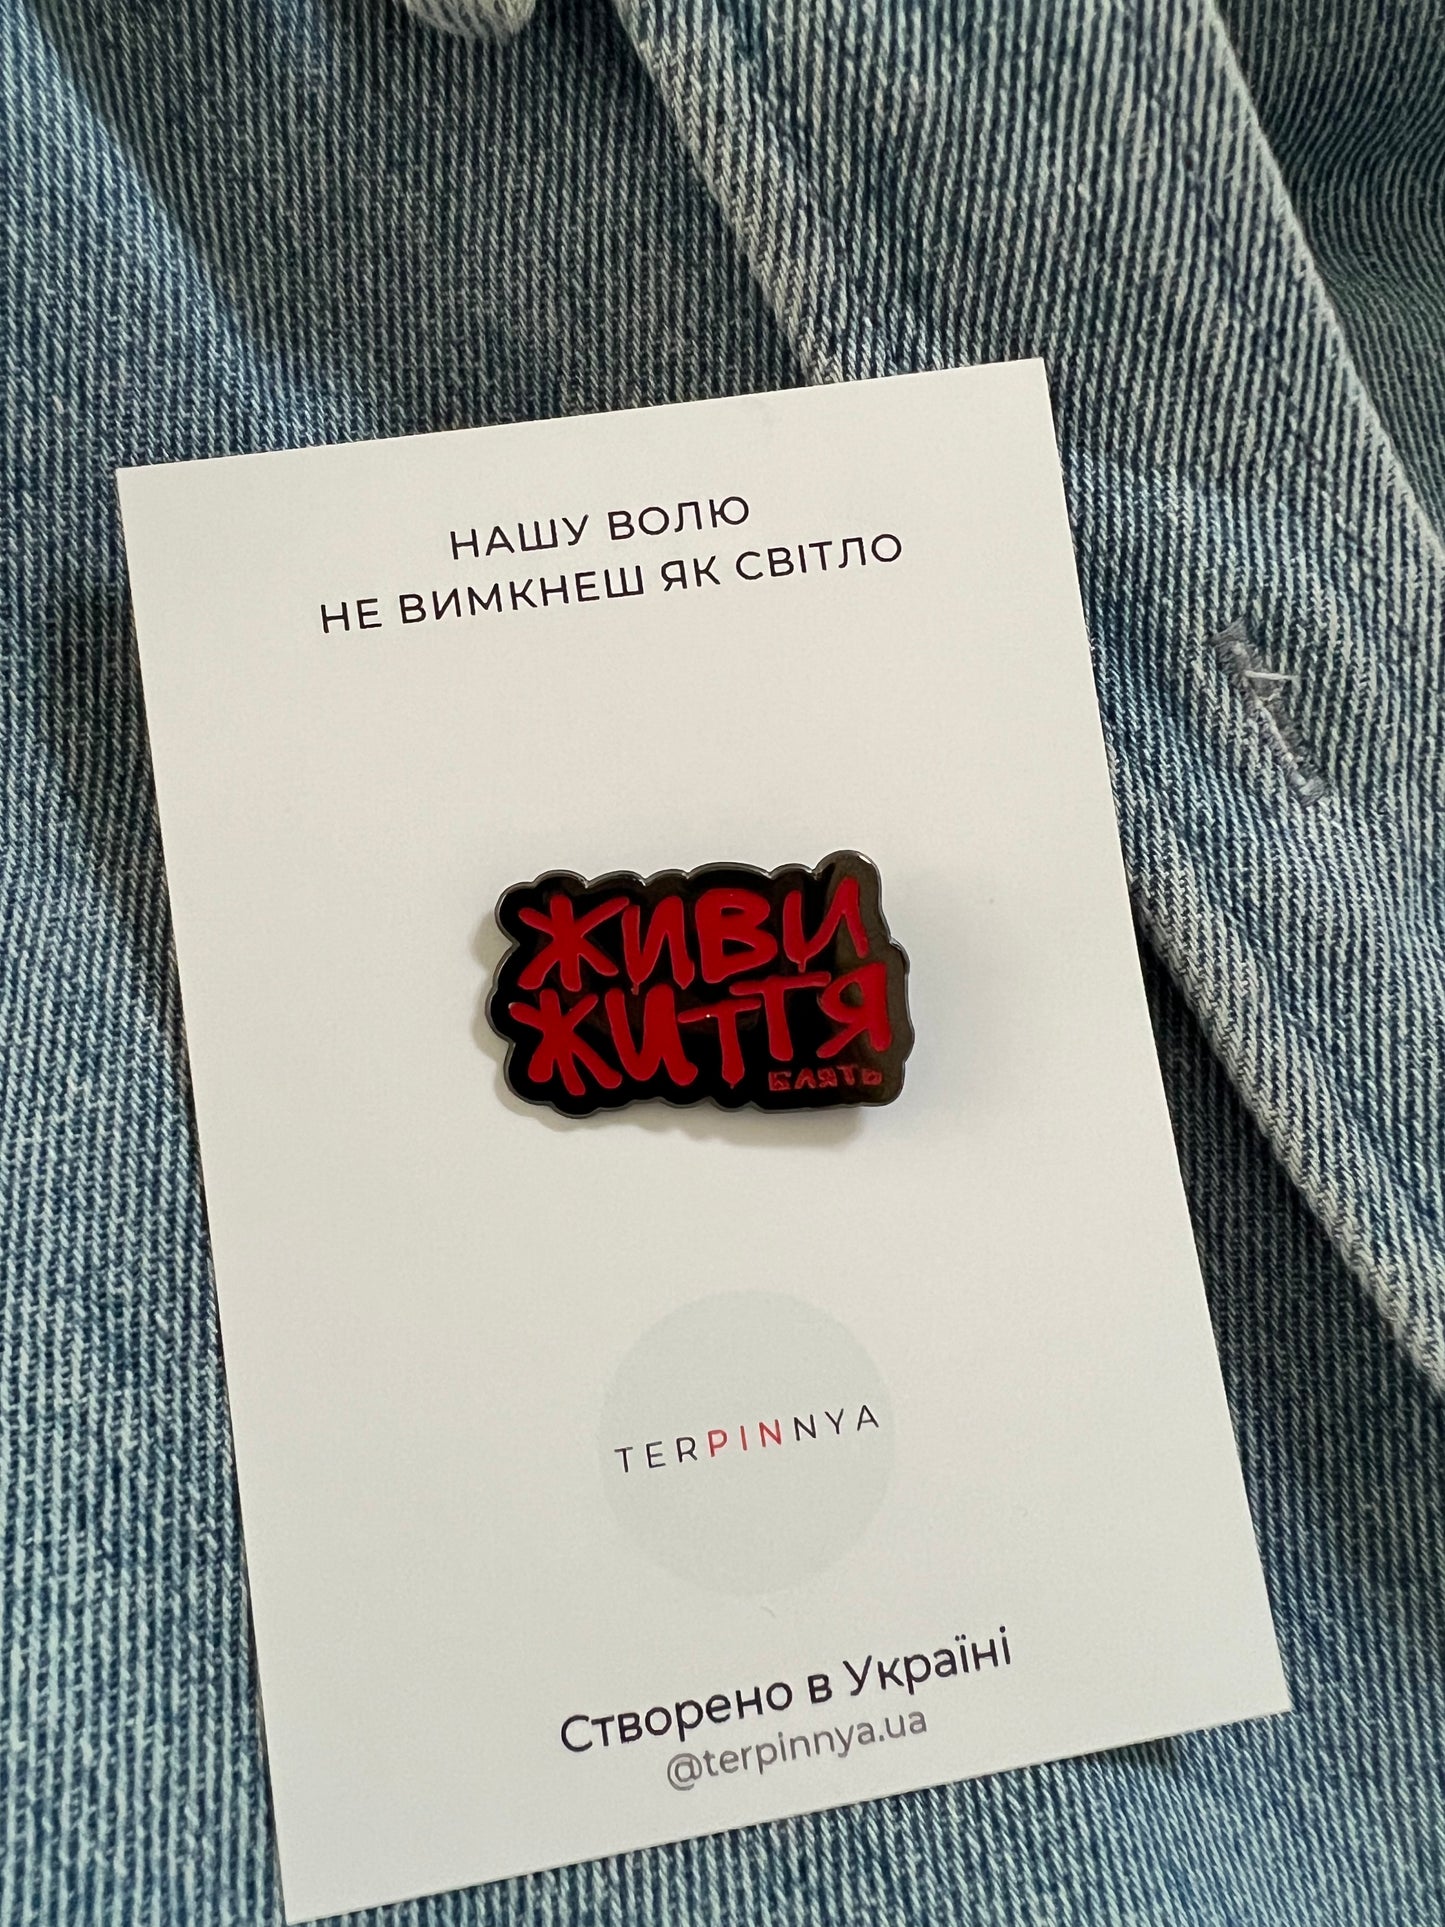 НАШУ ВОЛЮ
НЕ ВИМКНЕШ ЯК СВІТЛО
ЖИВИ
ЖИТТЯ
БЛЯТЬ
TERPINNYA
Створено в Україні
@terpinnya.ua